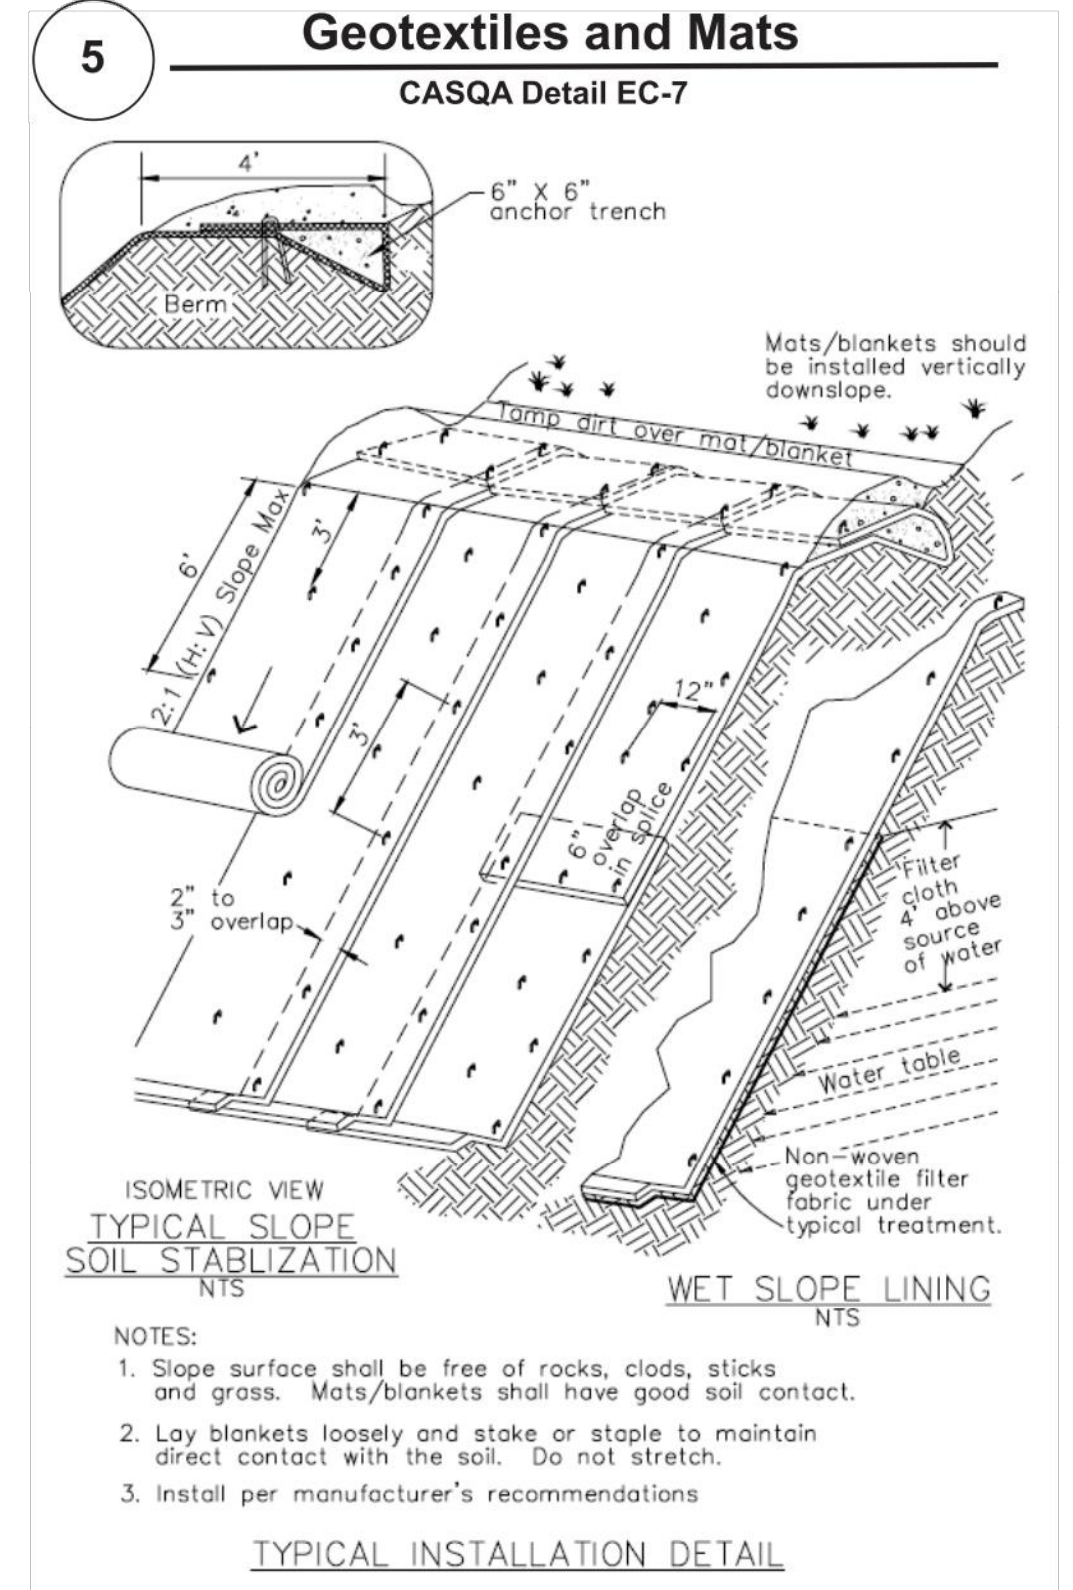 5
Geotextiles and Mats
CASQA Detail EC-7
4'
6" X 6"
anchor trench
Berm
Mats/blankets should
be installed vertically
downslope.
Tamp dirt over mat/blanket
6'
2:1 (H:V) Slope Max
3'
12"
3'
6"
overlap
in splice
2" to
3" overlap
Filter
cloth
4' above
source
of water
Water table
Non-woven
geotextile filter
fabric under
typical treatment.
ISOMETRIC VIEW
TYPICAL SLOPE
SOIL STABLIZATION
NTS
WET SLOPE LINING
NTS
NOTES:
1. Slope surface shall be free of rocks, clods, sticks
and grass. Mats/blankets shall have good soil contact.
2. Lay blankets loosely and stake or staple to maintain
direct contact with the soil. Do not stretch.
3. Install per manufacturer's recommendations
TYPICAL INSTALLATION DETAIL